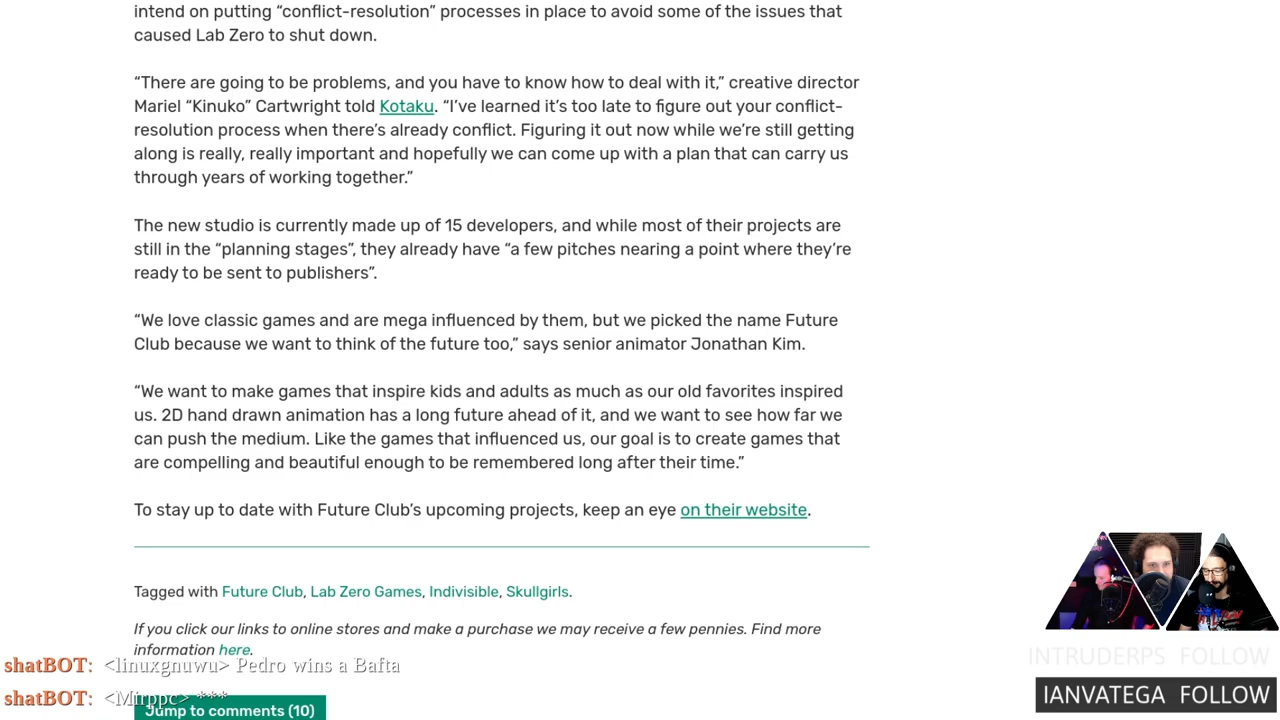 intend on putting “conflict-resolution” processes in place to avoid some of the issues that
caused Lab Zero to shut down.
“There are going to be problems, and you have to know how to deal with it,” creative director
Mariel “Kinuko” Cartwright told Kotaku. “I’ve learned it’s too late to figure out your conflict-
resolution process when there’s already conflict. Figuring it out now while we’re still getting
along is really, really important and hopefully we can come up with a plan that can carry us
through years of working together.”
The new studio is currently made up of 15 developers, and while most of their projects are
still in the “planning stages”, they already have “a few pitches nearing a point where they’re
ready to be sent to publishers”.
“We love classic games and are mega influenced by them, but we picked the name Future
Club because we want to think of the future too,” says senior animator Jonathan Kim.
“We want to make games that inspire kids and adults as much as our old favorites inspired
us. 2D hand drawn animation has a long future ahead of it, and we want to see how far we
can push the medium. Like the games that influenced us, our goal is to create games that
are compelling and beautiful enough to be remembered long after their time.”
To stay up to date with Future Club’s upcoming projects, keep an eye on their website.
Tagged with Future Club, Lab Zero Games, Indivisible, Skullgirls.
If you click our links to online stores and make a purchase we may receive a few pennies. Find more
information here.
shatBOT: <linuxgnuwu> Pedro wins a Bafta
shatBOT: <Mirppc> ***
Jump to comments (10)
INTRUDERPS FOLLOW
IANVATEGA FOLLOW